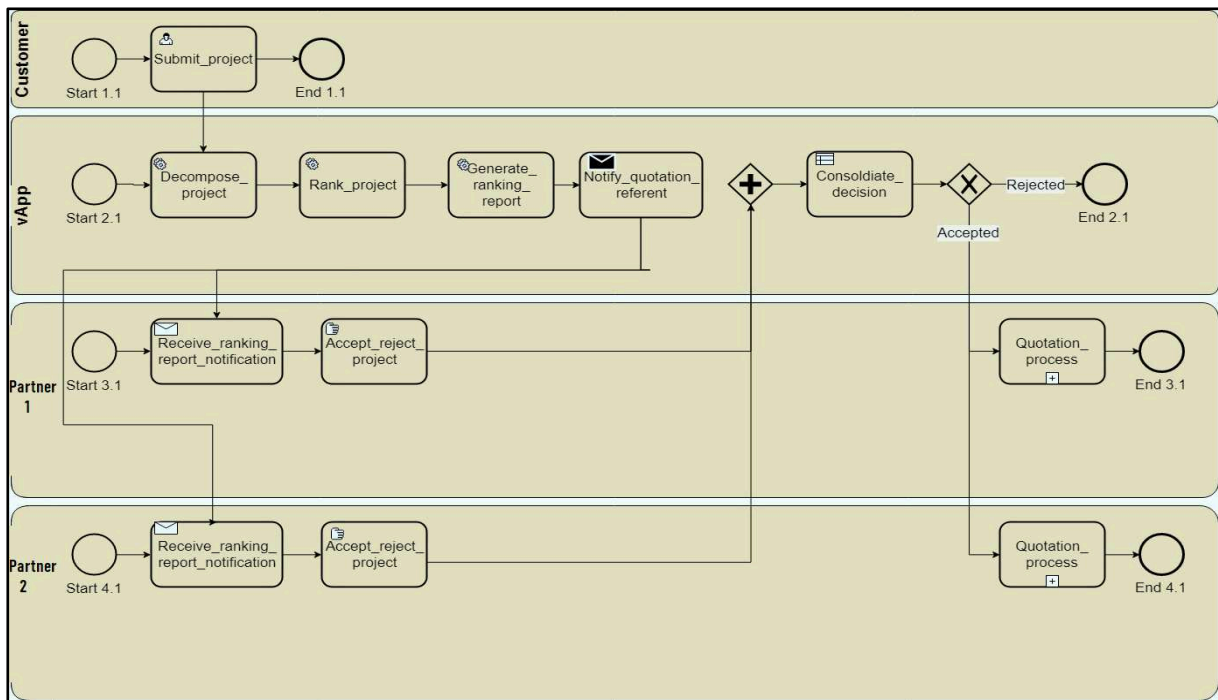 Customer
Submit_project
Start 1.1
End 1.1
vApp
Decompose_
project
Rank_project
Generate_
ranking_
report
Notify_quotation_
referent
Consoldiate_
decision
Rejected
Accepted
Start 2.1
End 2.1
Partner
1
Receive_ranking_
report_notification
Accept_reject_
project
Quotation_
process
Start 3.1
End 3.1
Partner
2
Receive_ranking_
report_notification
Accept_reject_
project
Quotation_
process
Start 4.1
End 4.1